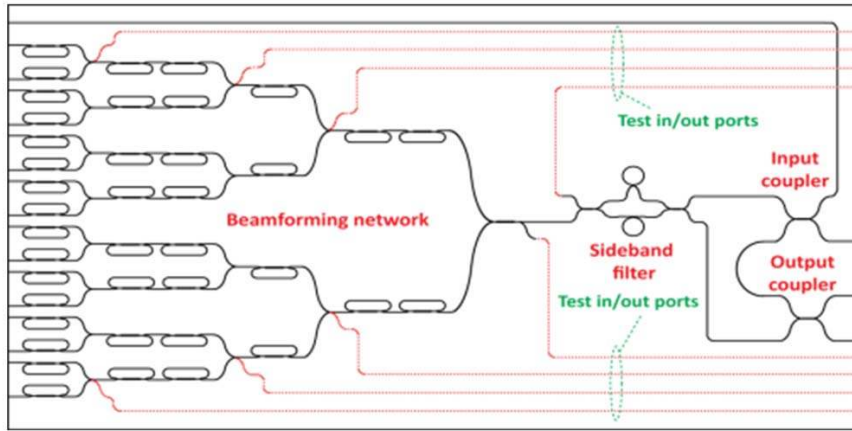 Test in/out ports
Input
coupler
Beamforming network
Sideband
filter
Output
coupler
Test in/out ports